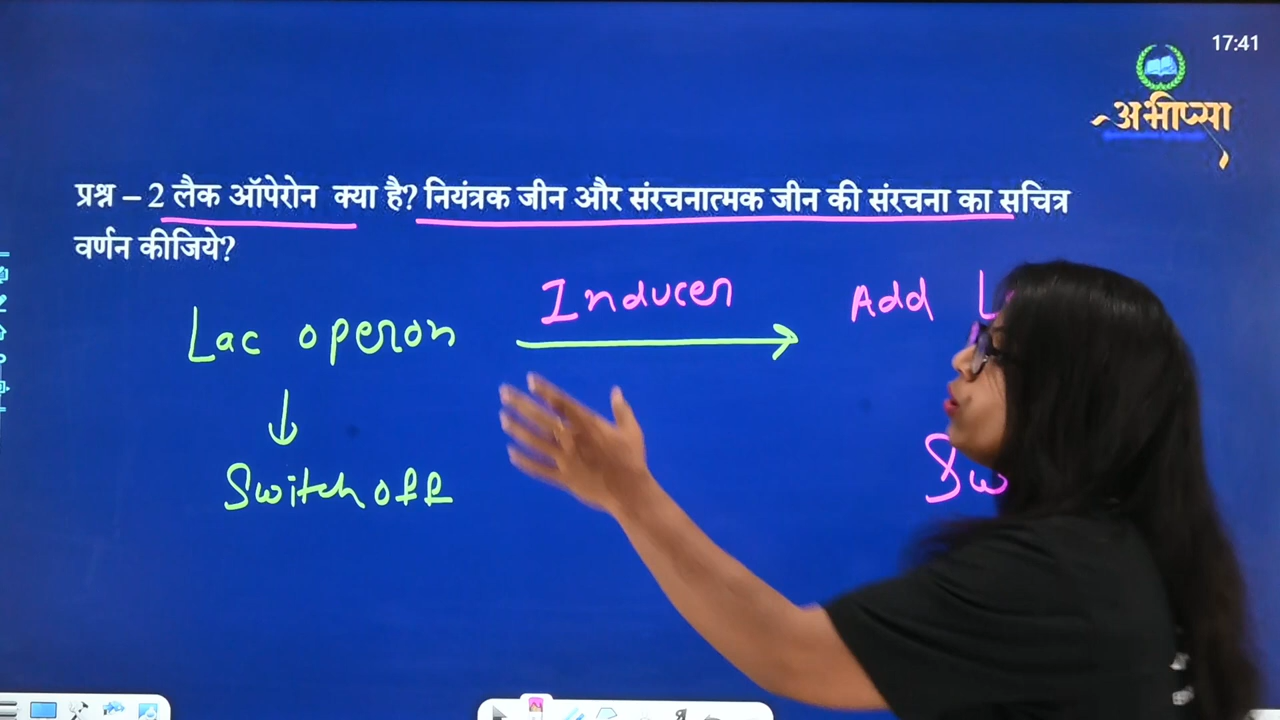 17:41
अभीप्सा
प्रश्न – 2 लैक ऑपेरोन क्या है? नियंत्रक जीन और संरचनात्मक जीन की संरचना का सचित्र
वर्णन कीजिये?
Inducer
Add
Lac operon
Switch off